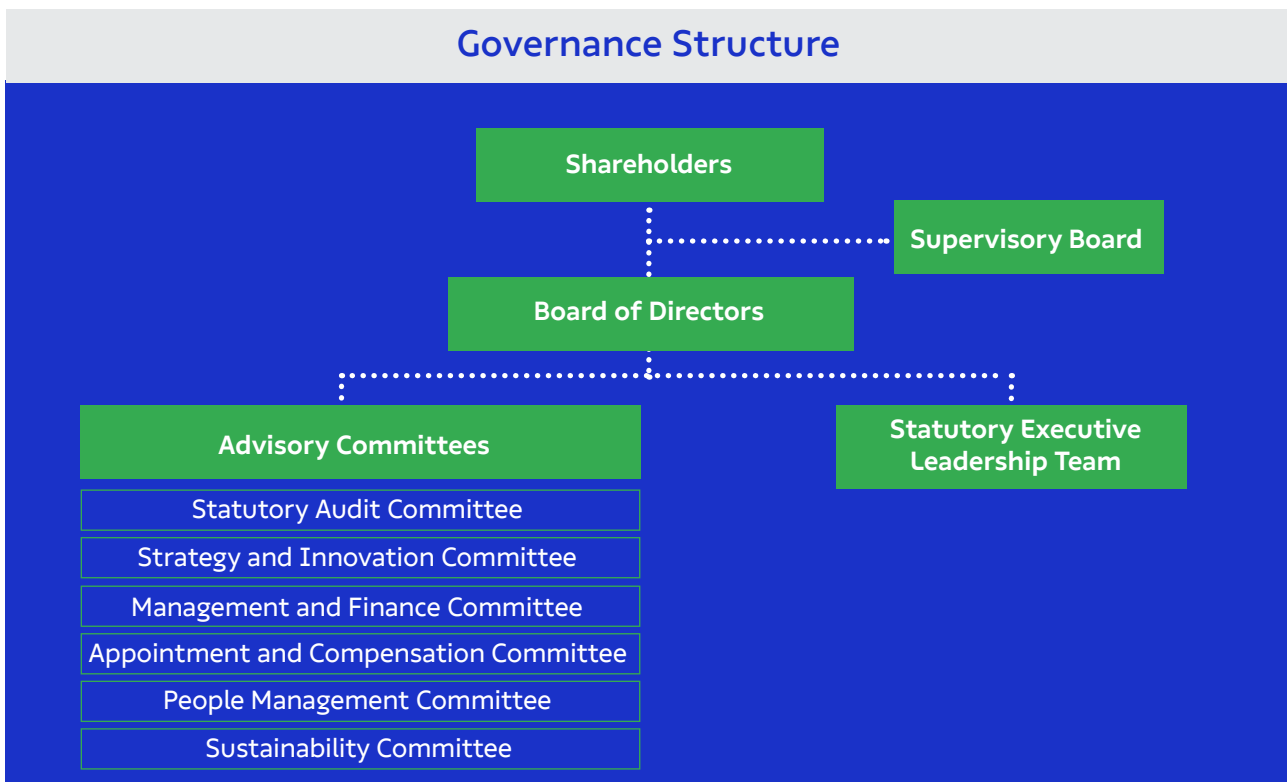 Governance Structure
Shareholders
Supervisory Board
Board of Directors
Advisory Committees
Statutory Audit Committee
Strategy and Innovation Committee
Management and Finance Committee
Appointment and Compensation Committee
People Management Committee
Sustainability Committee
Statutory Executive
Leadership Team